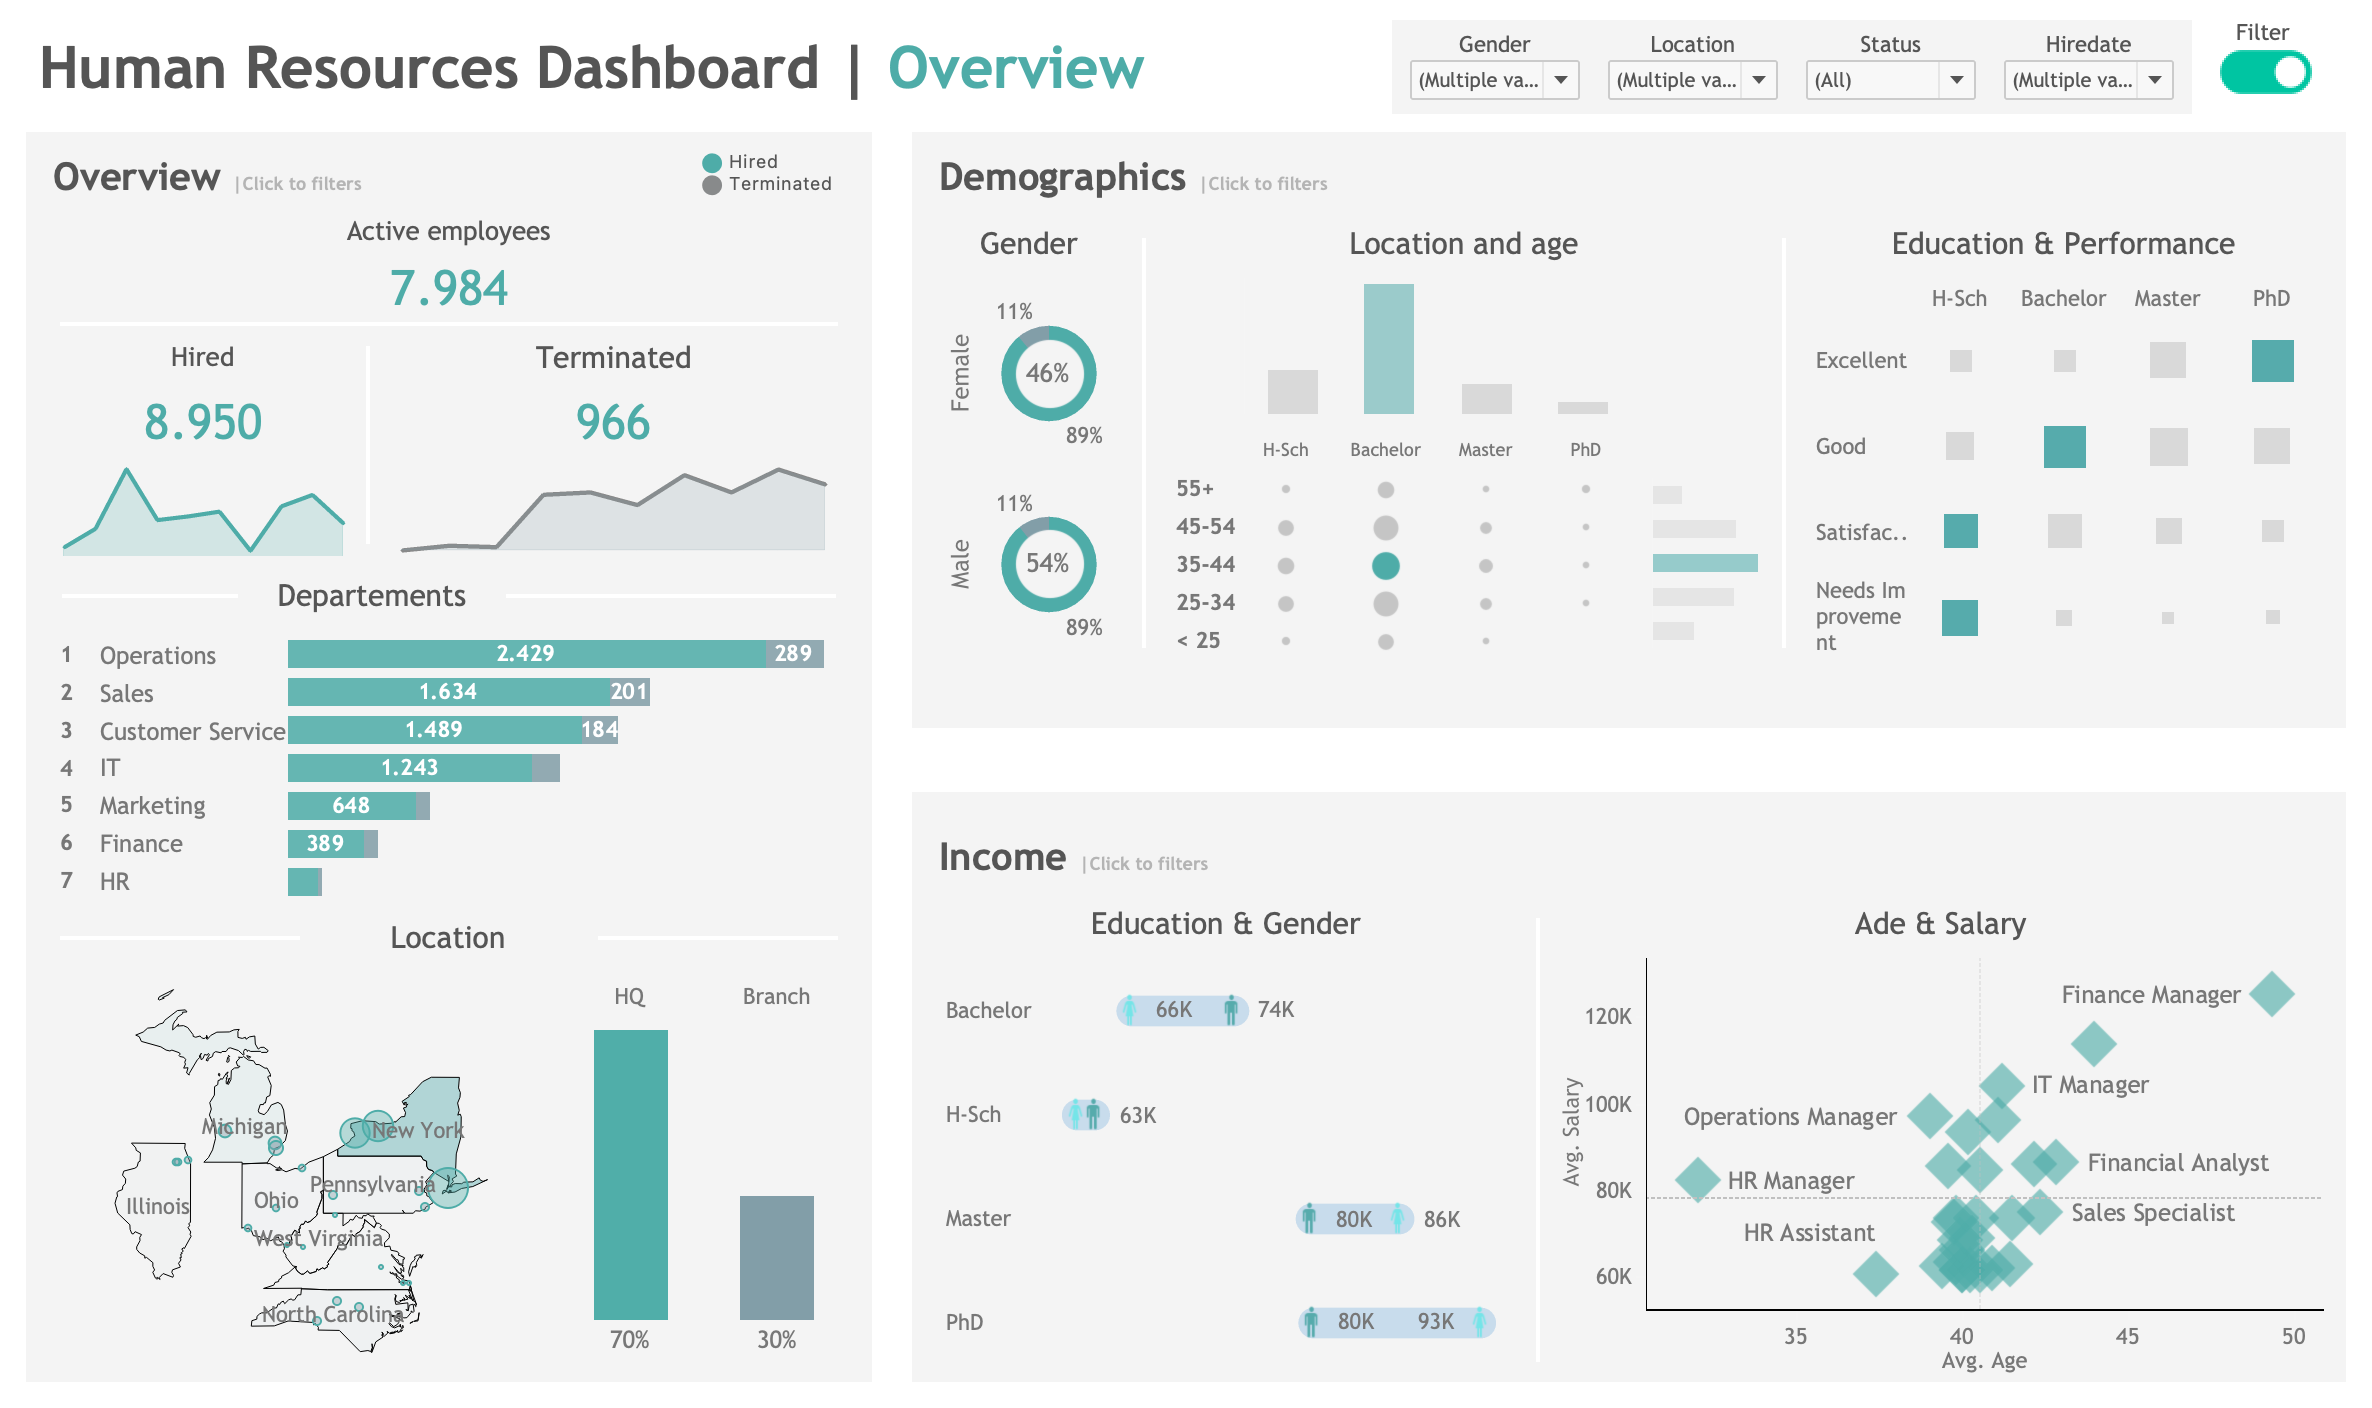 Human Resources Dashboard | Overview
Gender
Location
Status
Hiredate
Filter
(Multiple va...
(Multiple va...
(All)
(Multiple va...
Overview |Click to filters
Hired
Terminated
Active employees
7.984
Hired
Terminated
8.950
966
Departements
1 Operations 2.429 289
2 Sales 1.634 201
3 Customer Service 1.489 184
4 IT 1.243
5 Marketing 648
6 Finance 389
7 HR
Location
HQ
Branch
Michigan
New York
Illinois
Ohio
Pennsylvania
West Virginia
North Carolina
70%
30%
Demographics |Click to filters
Gender
Female
11%
46%
89%
Male
11%
54%
89%
Location and age
H-Sch Bachelor Master PhD
55+
45-54
35-44
25-34
< 25
Education & Performance
H-Sch Bachelor Master PhD
Excellent
Good
Satisfac..
Needs Im
proveme
nt
Income |Click to filters
Education & Gender
Bachelor 66K 74K
H-Sch 63K
Master 80K 86K
PhD 80K 93K
Ade & Salary
Avg. Salary
120K
100K
80K
60K
Finance Manager
IT Manager
Operations Manager
Financial Analyst
HR Manager
Sales Specialist
HR Assistant
35 40 45 50
Avg. Age